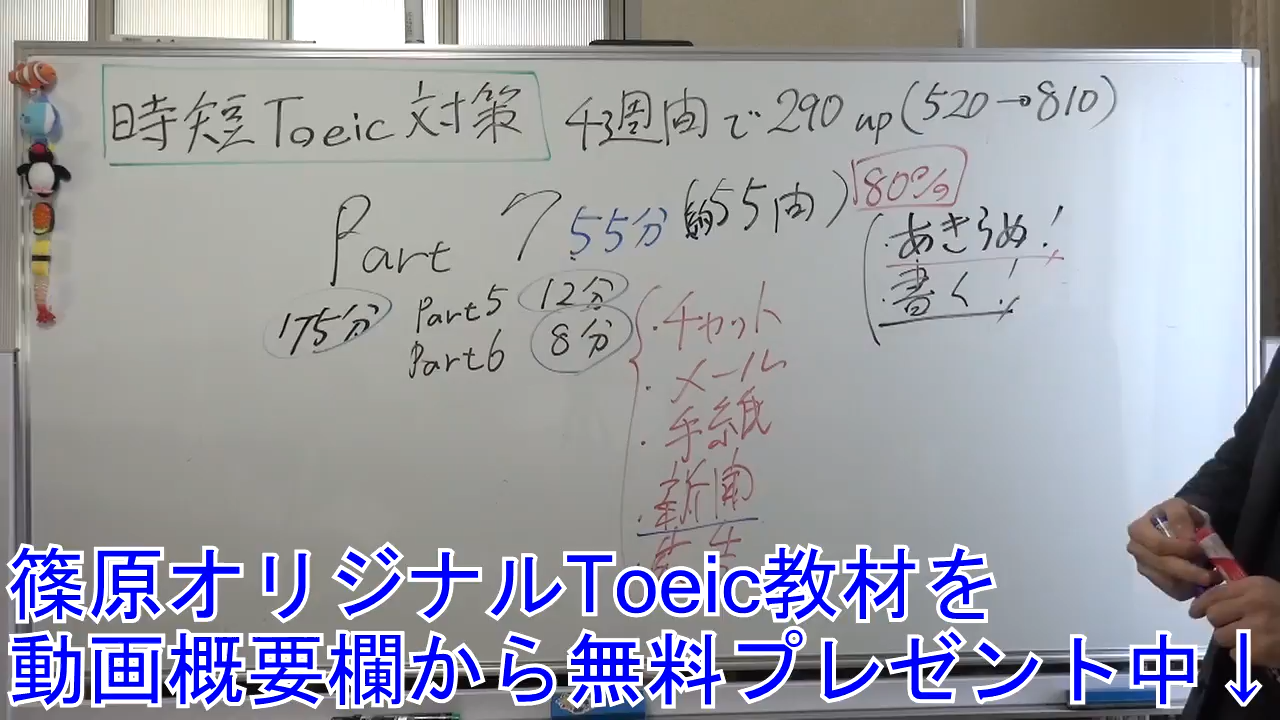 時短Toeic対策 43週間で290up(520→810)
Part 7 55分(約55問) 80%
・あきらめ!
・書く!
175分 Part5 12分
Part6 8分
・チャット
・メール
・手紙
・新聞
篠原オリジナルToeic教材を
動画概要欄から無料プレゼント中↓